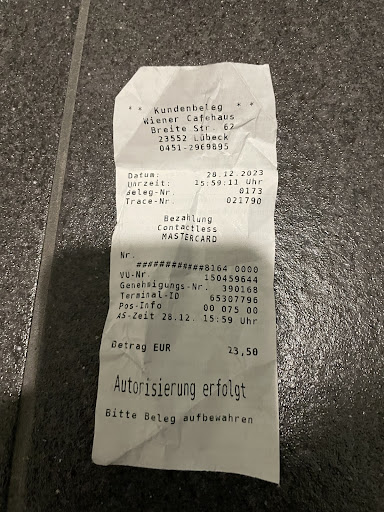 ** Kundenbeleg **
Wiener Cafehaus
Breite Str. 62
23552 Lübeck
0451-2969895
Datum: 28.12.2023
Uhrzeit: 15:59:11 Uhr
Beleg-Nr. 0173
Trace-Nr. 021790
Bezahlung
Contactless
MASTERCARD
Nr.
############8164 0000
VU-Nr. 150459644
Genehmigungs-Nr. 390168
Terminal-ID 65307796
Pos-Info 00 075 00
AS-Zeit 28.12. 15:59 Uhr
Betrag EUR 23,50
Autorisierung erfolgt
Bitte Beleg aufbewahren